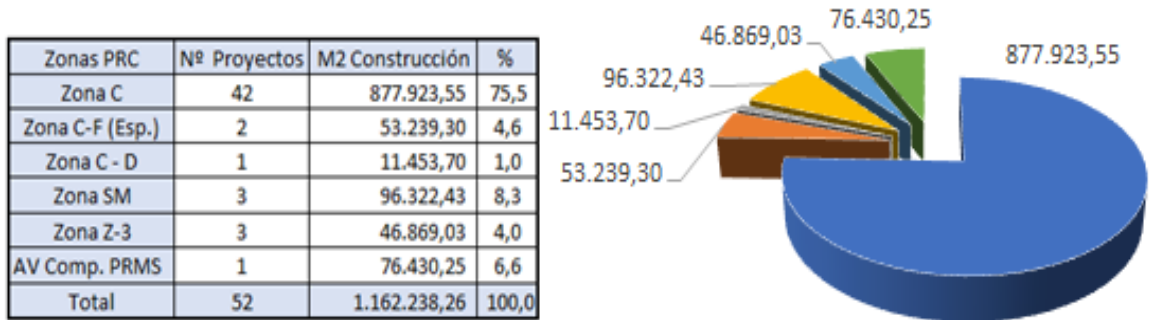 Zonas PRC Nº Proyectos M2 Construcción %
Zona C 42 877.923,55 75,5
Zona C-F (Esp.) 2 53.239,30 4,6
Zona C - D 1 11.453,70 1,0
Zona SM 3 96.322,43 8,3
Zona Z-3 3 46.869,03 4,0
AV Comp. PRMS 1 76.430,25 6,6
Total 52 1.162.238,26 100,0
76.430,25
46.869,03
877.923,55
96.322,43
11.453,70
53.239,30